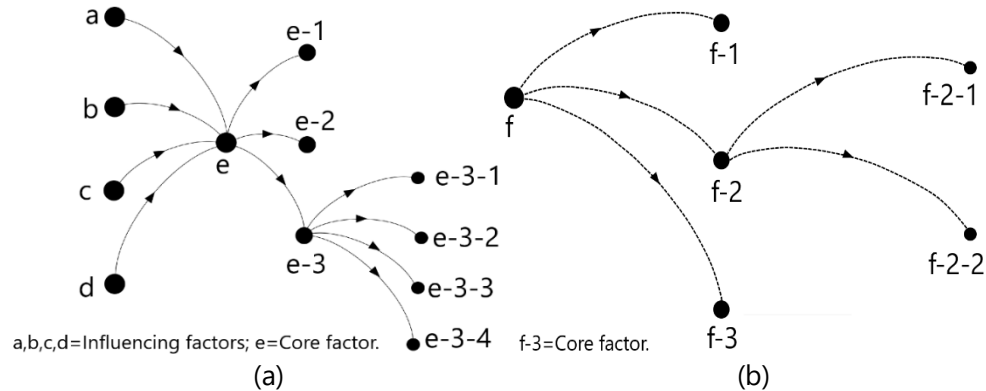 a
b
c
d
e
e-1
e-2
e-3
e-3-1
e-3-2
e-3-3
e-3-4
a,b,c,d=Influencing factors; e=Core factor.
(a)
f
f-1
f-2
f-3
f-2-1
f-2-2
f-3=Core factor.
(b)